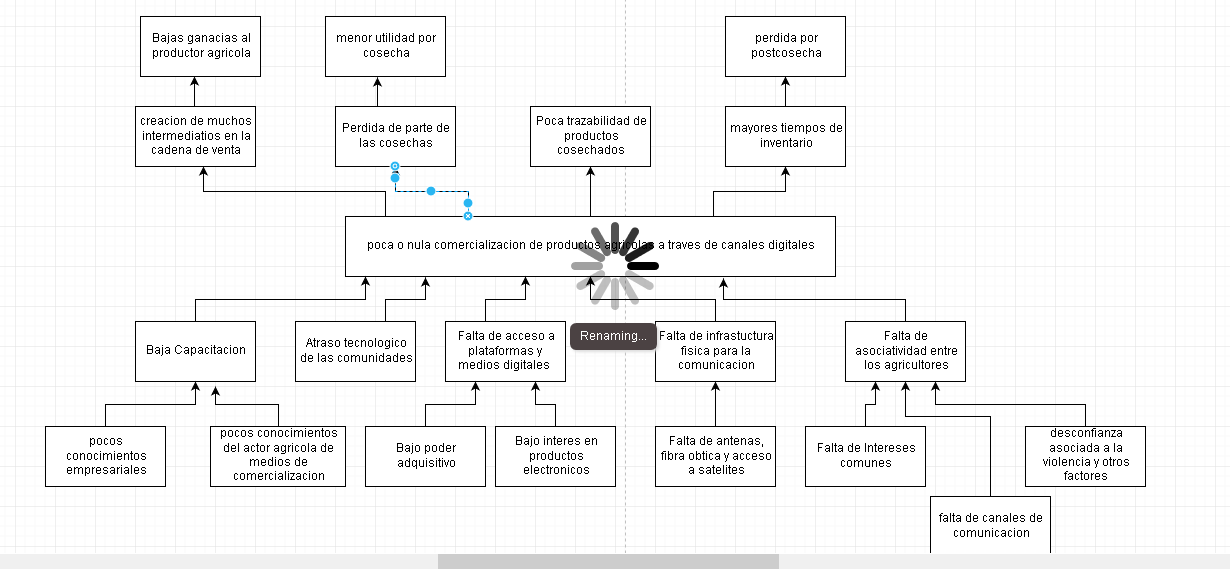 Bajas ganacias al
productor agricola
menor utilidad por
cosecha
perdida por
postcosecha
creacion de muchos
intermediatios en la
cadena de venta
Perdida de parte de
las cosechas
Poca trazabilidad de
productos
cosechados
mayores tiempos de
inventario
poca o nula comercializacion de productos agricolas a traves de canales digitales
Baja Capacitacion
Atraso tecnologico
de las comunidades
Falta de acceso a
plataformas y
medios digitales
Renaming...
Falta de infrastuctura
fisica para la
comunicacion
Falta de
asociatividad entre
los agricultores
pocos
conocimientos
empresariales
pocos conocimientos
del actor agricola de
medios de
comercializacion
Bajo poder
adquisitivo
Bajo interes en
productos
electronicos
Falta de antenas,
fibra obtica y acceso
a satelites
Falta de Intereses
comunes
desconfianza
asociada a la
violencia y otros
factores
falta de canales de
comunicacion